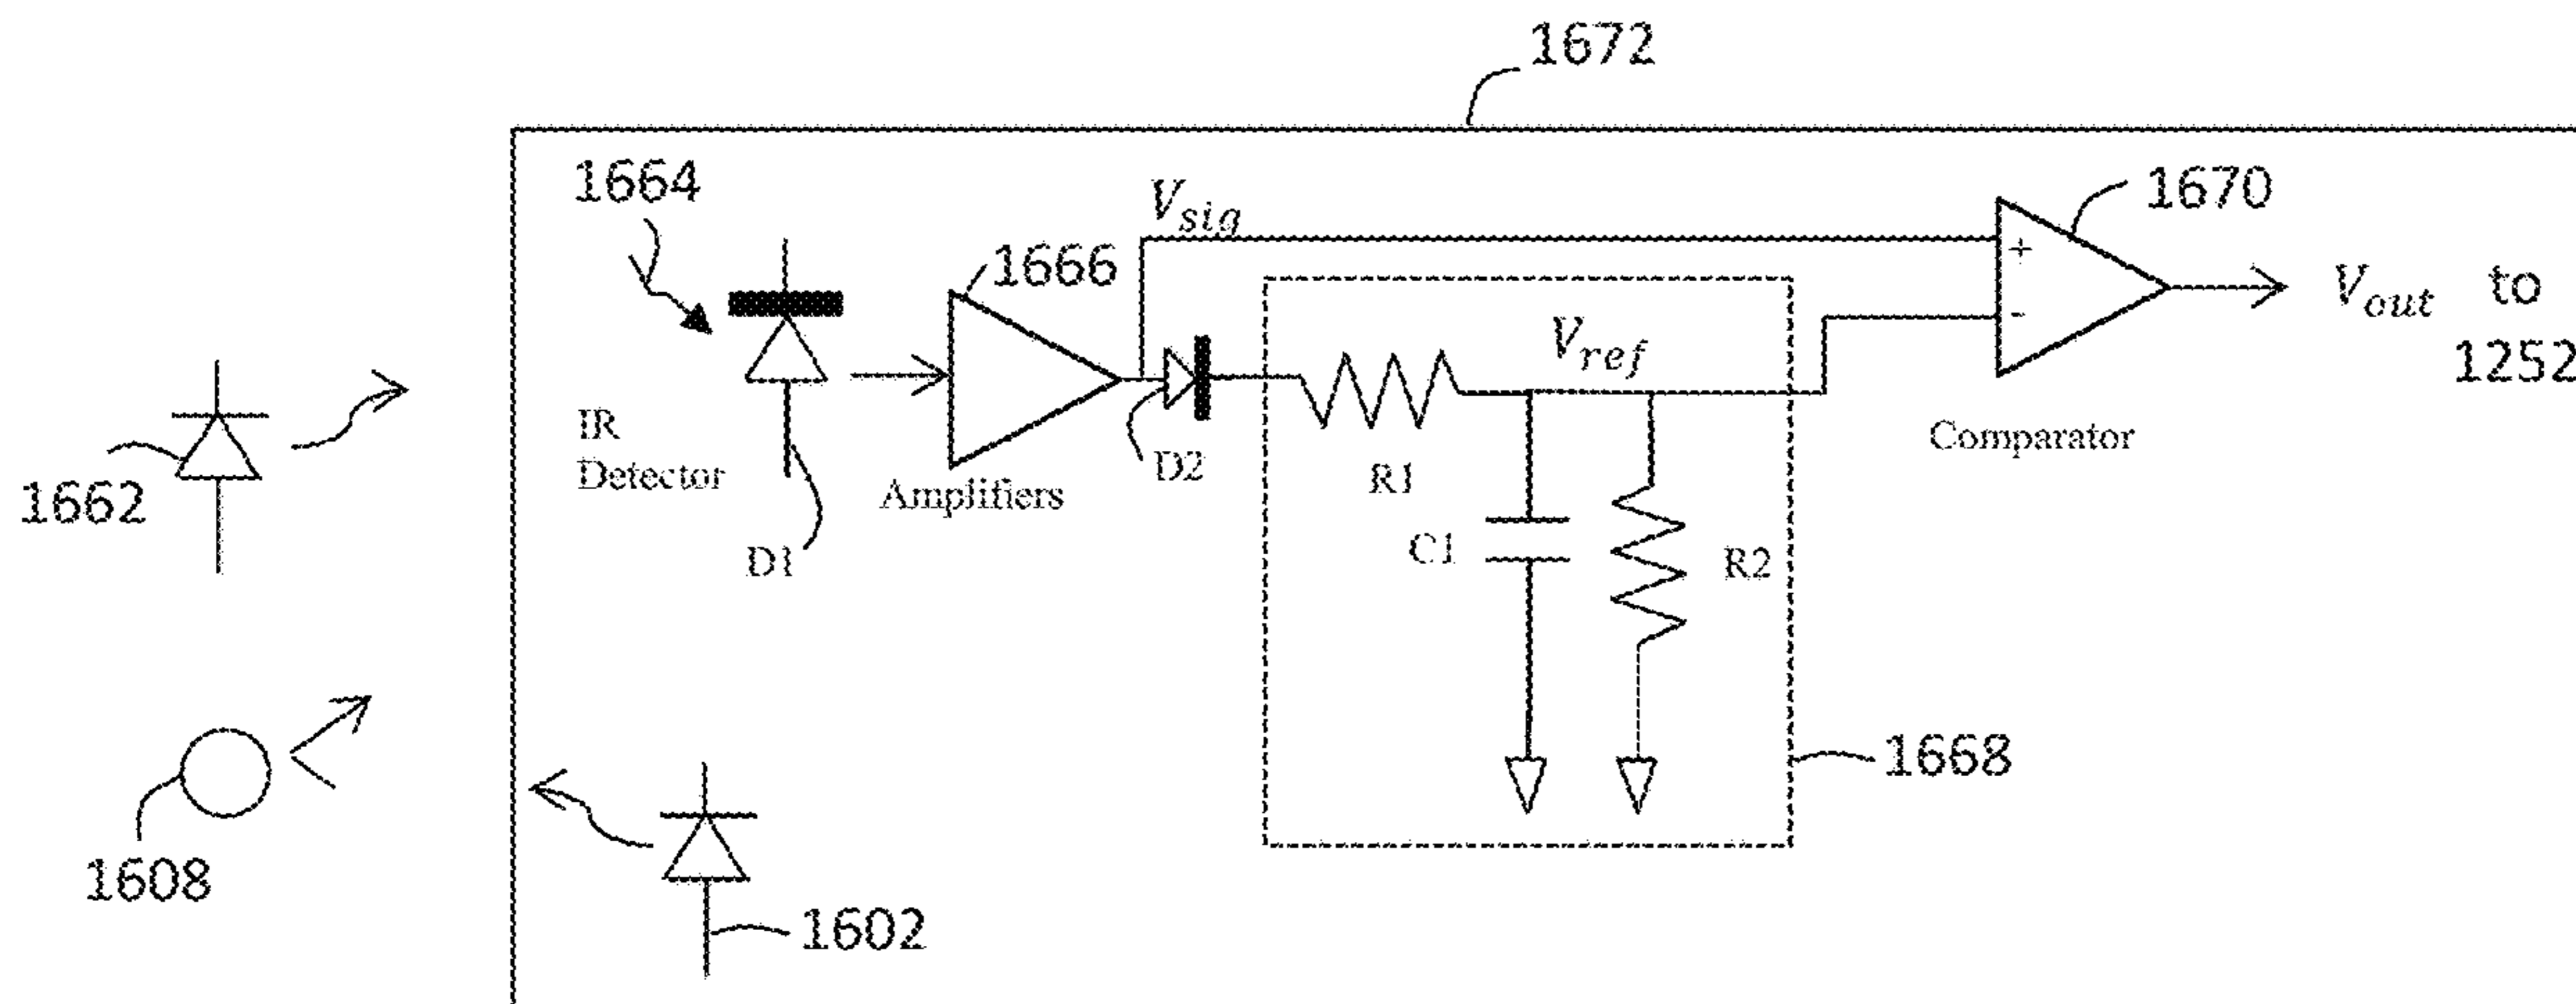 1672
1664
V_sig
1670
1666
+
V_out to
V_ref
-
1252
IR
Detector
Comparator
D2
R1
1662
Amplifiers
D1
C1
R2
1668
1608
1602